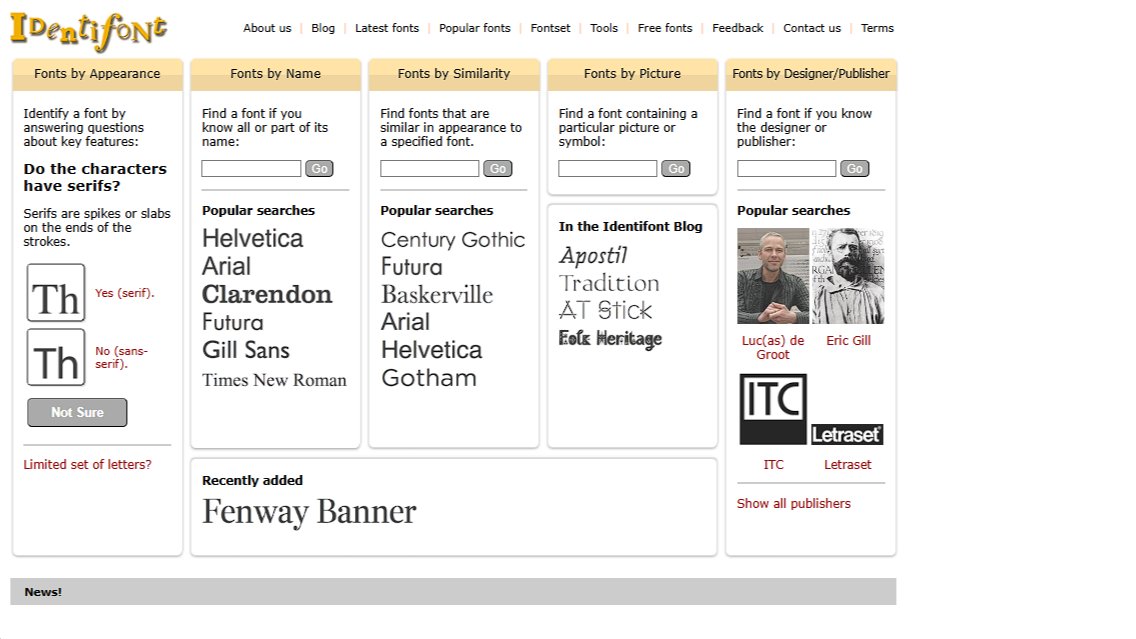 IDentifont
About us | Blog | Latest fonts | Popular fonts | Fontset | Tools | Free fonts | Feedback | Contact us | Terms
Fonts by Appearance
Identify a font by
answering questions
about key features:
Do the characters
have serifs?
Serifs are spikes or slabs
on the ends of the
strokes.
Th
Yes (serif).
Th
No (sans-
serif).
Not Sure
Limited set of letters?
Fonts by Name
Find a font if you
know all or part of its
name:
Go
Popular searches
Helvetica
Arial
Clarendon
Futura
Gill Sans
Times New Roman
Fonts by Similarity
Find fonts that are
similar in appearance to
a specified font.
Go
Popular searches
Century Gothic
Futura
Baskerville
Arial
Helvetica
Gotham
Fonts by Picture
Find a font containing a
particular picture or
symbol:
Go
In the Identifont Blog
Apostil
Tradition
AT Stick
Folk Heritage
Recently added
Fenway Banner
Fonts by Designer/Publisher
Find a font if you know
the designer or
publisher:
Go
Popular searches
Luc(as) de
Groot
Eric Gill
ITC
Letraset
ITC
Letraset
Show all publishers
News!